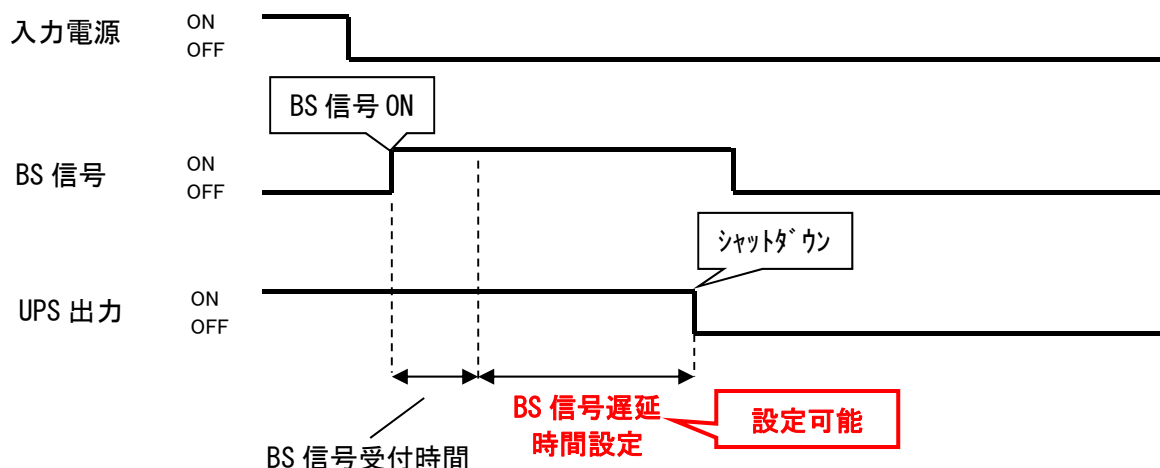 入力電源
ON
OFF
BS 信号 ON
BS 信号
ON
OFF
シャットダウン
UPS 出力
ON
OFF
BS 信号遅延
時間設定
設定可能
BS 信号受付時間